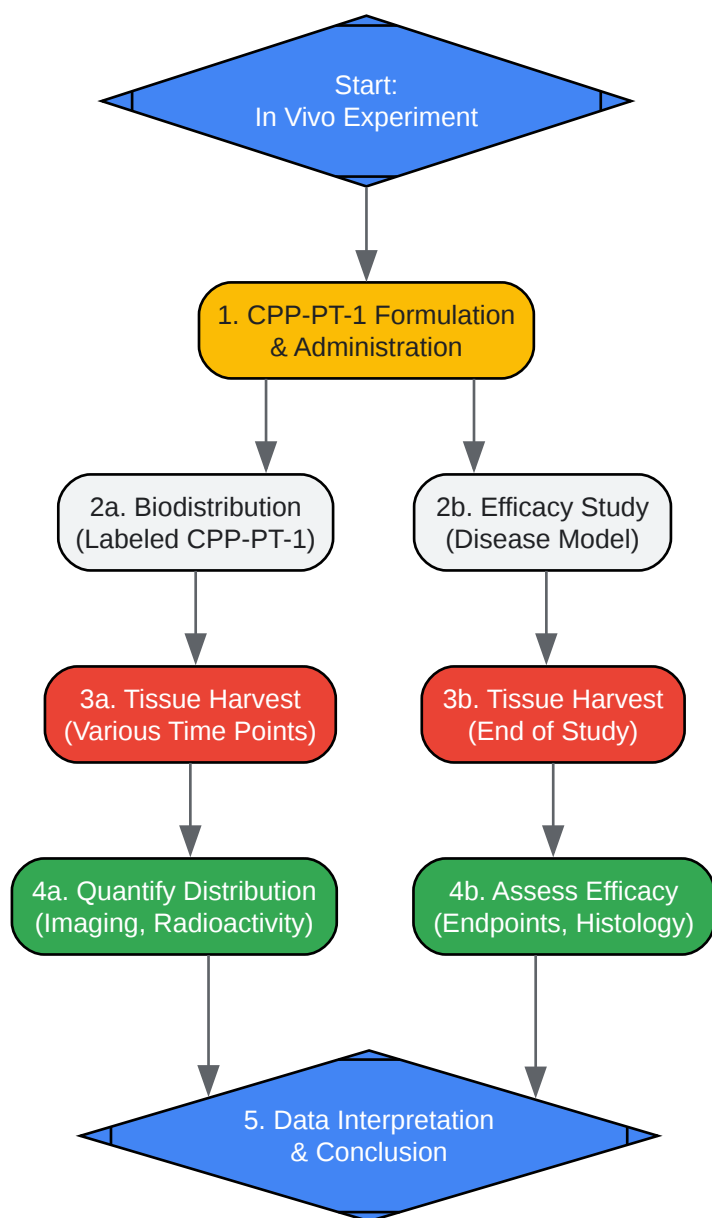 Start:
In Vivo Experiment
1. CPP-PT-1 Formulation
& Administration
2a. Biodistribution
(Labeled CPP-PT-1)
2b. Efficacy Study
(Disease Model)
3a. Tissue Harvest
(Various Time Points)
3b. Tissue Harvest
(End of Study)
4a. Quantify Distribution
(Imaging, Radioactivity)
4b. Assess Efficacy
(Endpoints, Histology)
5. Data Interpretation
& Conclusion